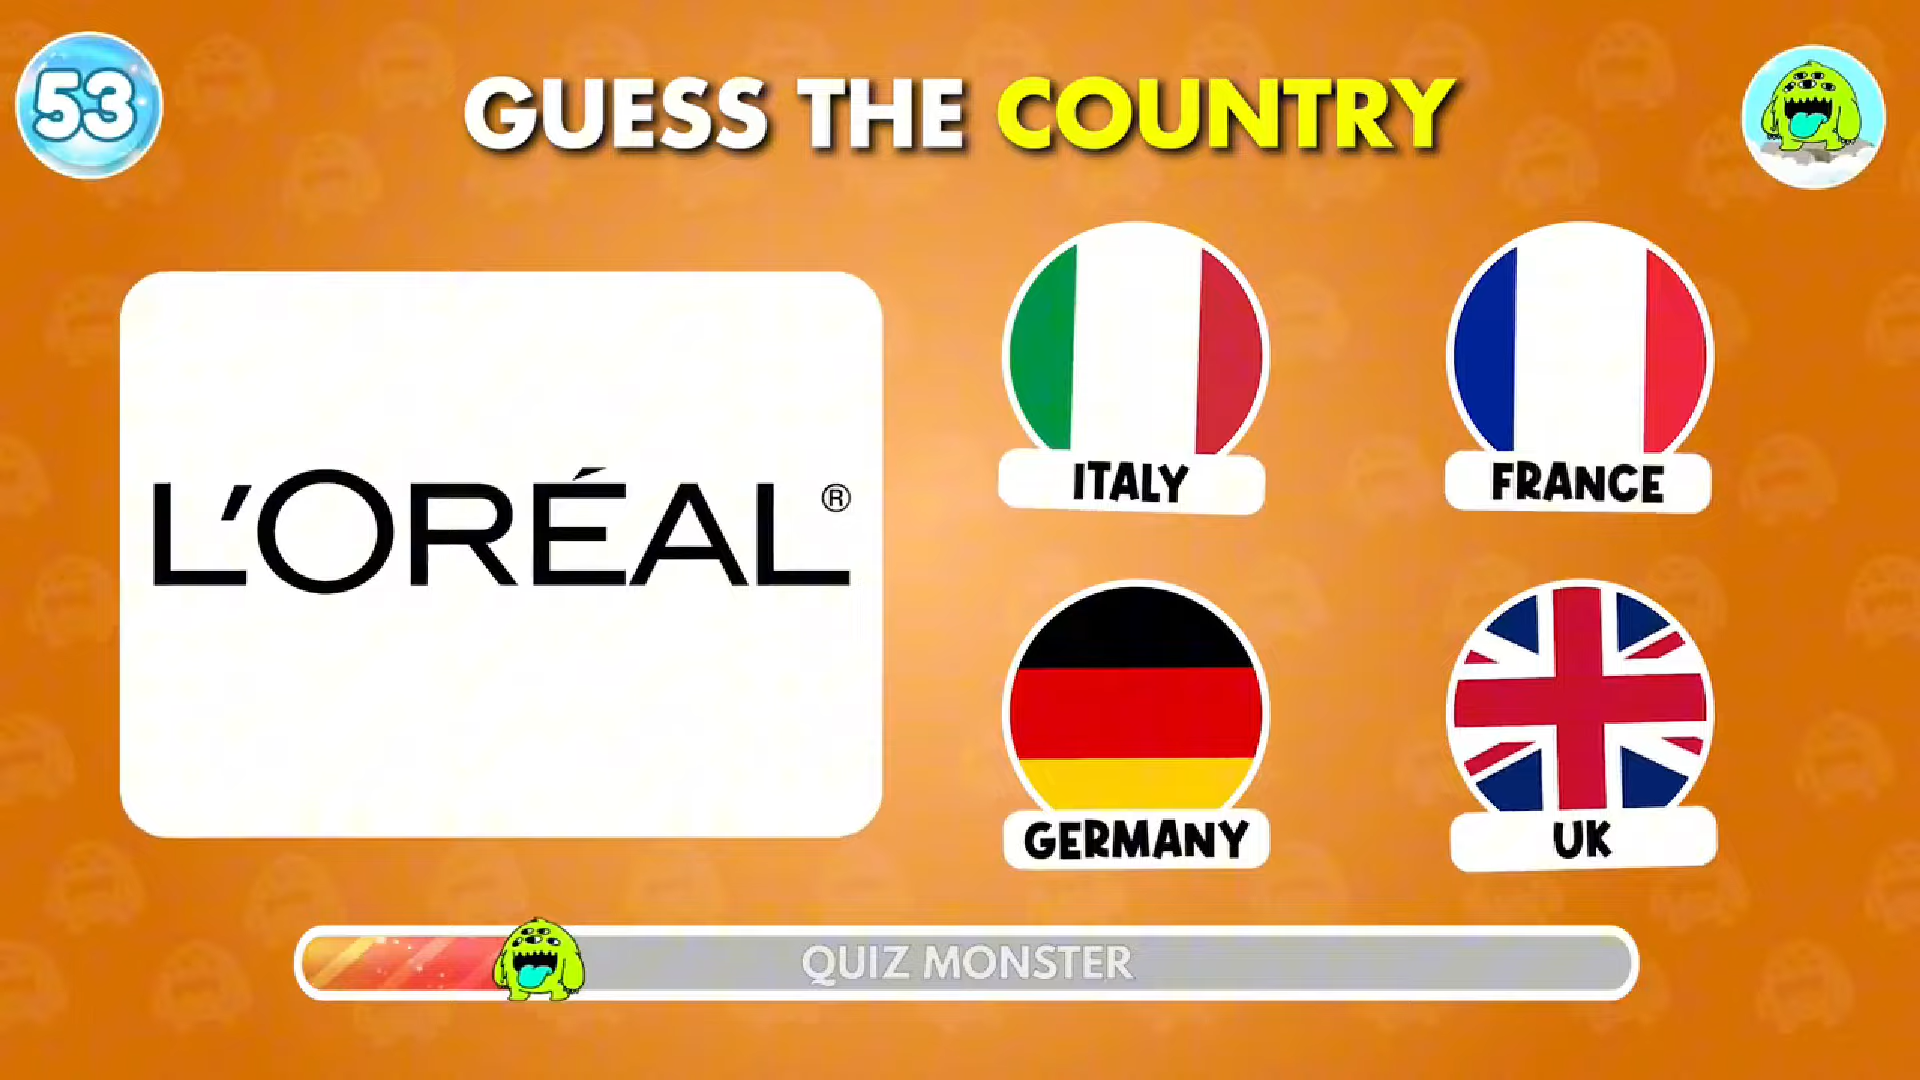 53
GUESS THE COUNTRY
L'ORÉAL®
ITALY
FRANCE
GERMANY
UK
QUIZ MONSTER